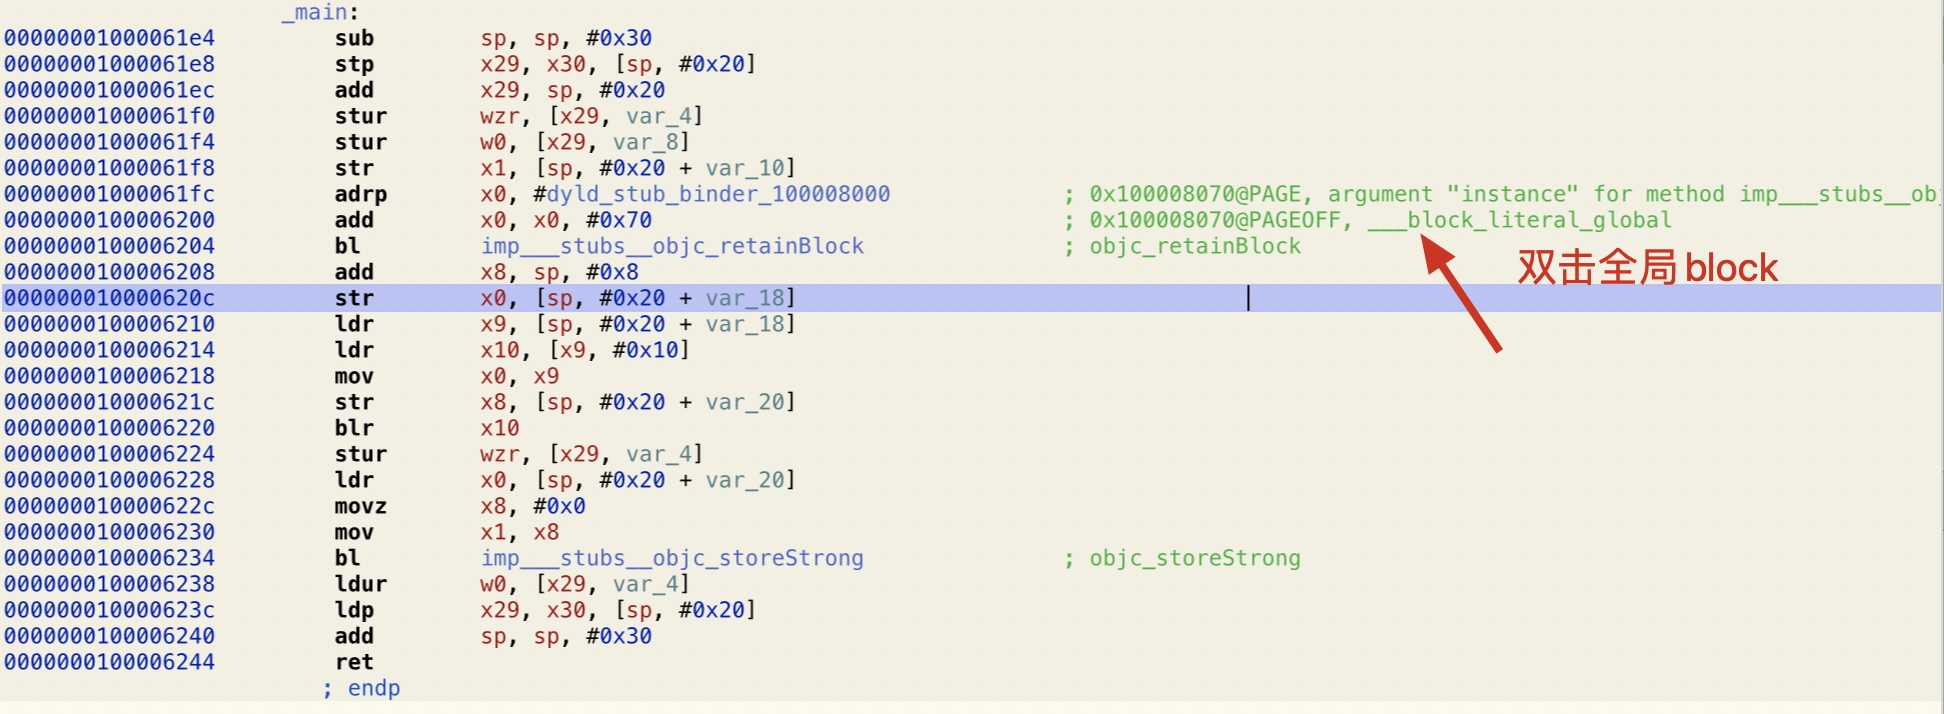 _main:
00000001000061e4 sub sp, sp, #0x30
00000001000061e8 stp x29, x30, [sp, #0x20]
00000001000061ec add x29, sp, #0x20
00000001000061f0 stur wzr, [x29, var_4]
00000001000061f4 stur w0, [x29, var_8]
00000001000061f8 str x1, [sp, #0x20 + var_10]
00000001000061fc adrp x0, #dyld_stub_binder_100008000 ; 0x100008070@PAGE, argument "instance" for method imp___stubs__obj
0000000100006200 add x0, x0, #0x70 ; 0x100008070@PAGEOFF, ___block_literal_global
0000000100006204 bl imp___stubs__objc_retainBlock ; objc_retainBlock
双击全局block
0000000100006208 add x8, sp, #0x8
000000010000620c str x0, [sp, #0x20 + var_18]
0000000100006210 ldr x9, [sp, #0x20 + var_18]
0000000100006214 ldr x10, [x9, #0x10]
0000000100006218 mov x0, x9
000000010000621c str x8, [sp, #0x20 + var_20]
0000000100006220 blr x10
0000000100006224 stur wzr, [x29, var_4]
0000000100006228 ldr x0, [sp, #0x20 + var_20]
000000010000622c movz x8, #0x0
0000000100006230 mov x1, x8
0000000100006234 bl imp___stubs__objc_storeStrong ; objc_storeStrong
0000000100006238 ldur w0, [x29, var_4]
000000010000623c ldp x29, x30, [sp, #0x20]
0000000100006240 add sp, sp, #0x30
0000000100006244 ret
; endp